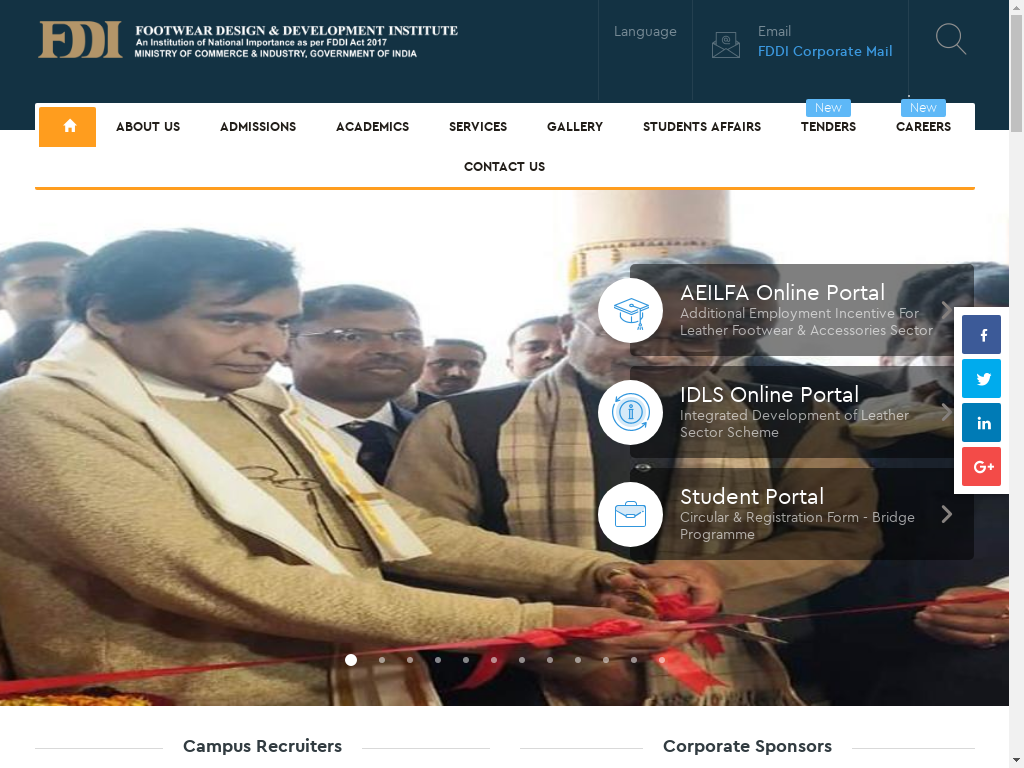 FDDI
FOOTWEAR DESIGN & DEVELOPMENT INSTITUTE
An Institution of National Importance as per FDDI Act 2017
MINISTRY OF COMMERCE & INDUSTRY, GOVERNMENT OF INDIA
Language
Email
FDDI Corporate Mail
New
New
ABOUT US
ADMISSIONS
ACADEMICS
SERVICES
GALLERY
STUDENTS AFFAIRS
TENDERS
CAREERS
CONTACT US
AEILFA Online Portal
Additional Employment Incentive For
Leather Footwear & Accessories Sector
IDLS Online Portal
Integrated Development of Leather
Sector Scheme
Student Portal
Circular & Registration Form - Bridge
Programme
Campus Recruiters
Corporate Sponsors